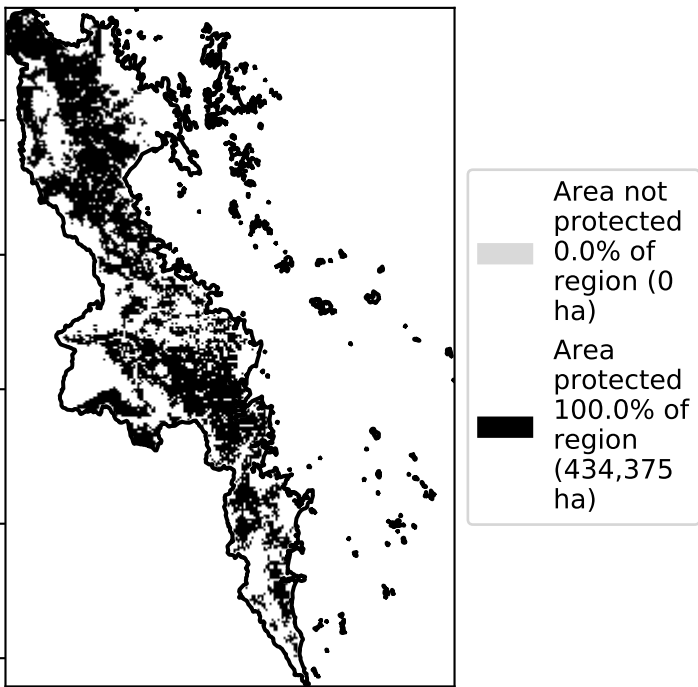 Area not
protected
0.0% of
region (0
ha)
Area
protected
100.0% of
region
(434,375
ha)